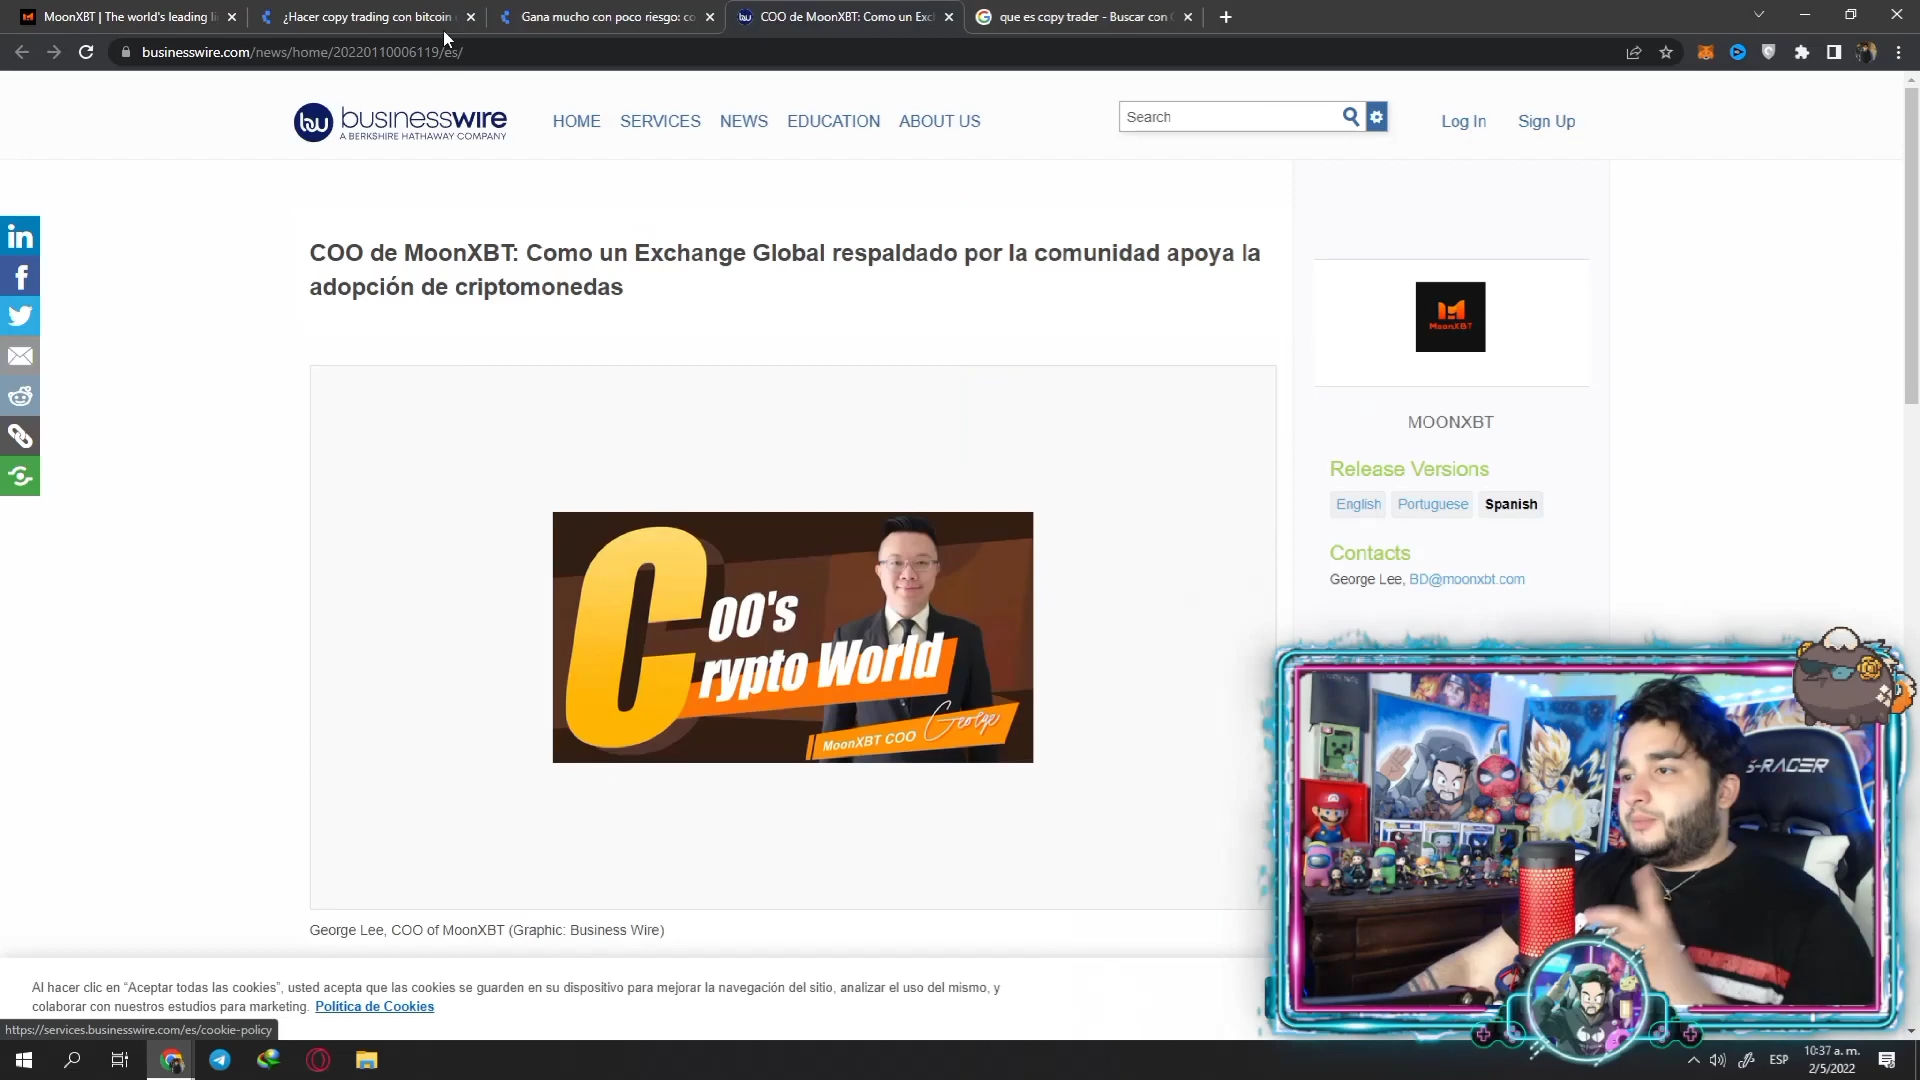 MoonXBT | The world's leading li
¿Hacer copy trading con bitcoin
Gana mucho con poco riesgo: co
COO de MoonXBT: Como un Exc
que es copy trader - Buscar con
businesswire.com/news/home/20220110006119/es/
businesswire
A BERKSHIRE HATHAWAY COMPANY
HOME
SERVICES
NEWS
EDUCATION
ABOUT US
Search
Log In
Sign Up
COO de MoonXBT: Como un Exchange Global respaldado por la comunidad apoya la
adopción de criptomonedas
MoonXBT
MOONXBT
Release Versions
English
Portuguese
Spanish
Contacts
George Lee, BD@moonxbt.com
COO's
Crypto World
George
MoonXBT COO
George Lee, COO of MoonXBT (Graphic: Business Wire)
S-RACER
Al hacer clic en “Aceptar todas las cookies”, usted acepta que las cookies se guarden en su dispositivo para mejorar la navegación del sitio, analizar el uso del mismo, y
colaborar con nuestros estudios para marketing. Política de Cookies
https://services.businesswire.com/es/cookie-policy
ESP
10:37 a. m.
2/5/2022